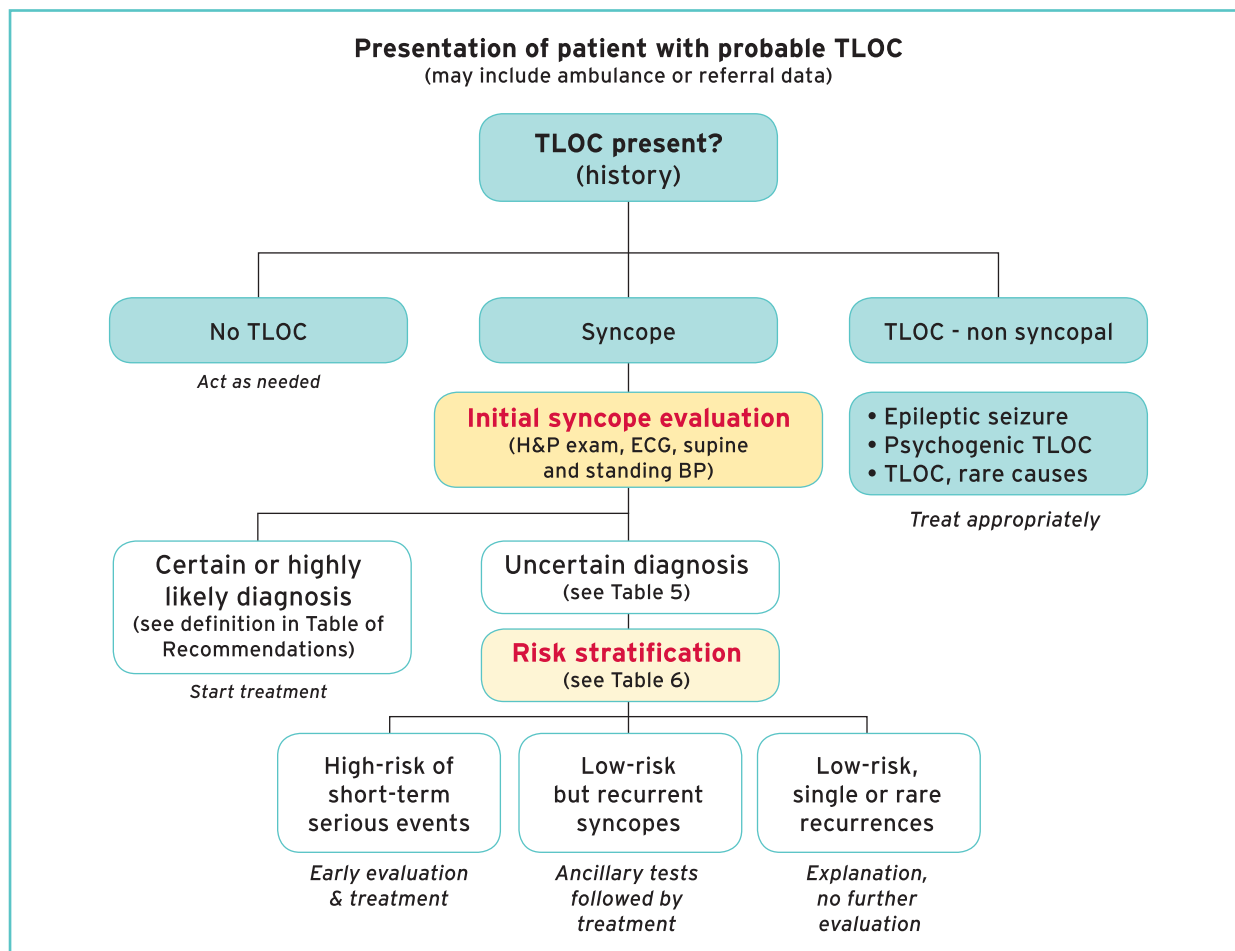 Presentation of patient with probable TLOC
(may include ambulance or referral data)
TLOC present?
(history)
No TLOC
Act as needed
Syncope
TLOC - non syncopal
Initial syncope evaluation
(H&P exam, ECG, supine
and standing BP)
• Epileptic seizure
• Psychogenic TLOC
• TLOC, rare causes
Treat appropriately
Certain or highly
likely diagnosis
(see definition in Table of
Recommendations)
Start treatment
Uncertain diagnosis
(see Table 5)
Risk stratification
(see Table 6)
High-risk of
short-term
serious events
Early evaluation
& treatment
Low-risk
but recurrent
syncopes
Ancillary tests
followed by
treatment
Low-risk,
single or rare
recurrences
Explanation,
no further
evaluation